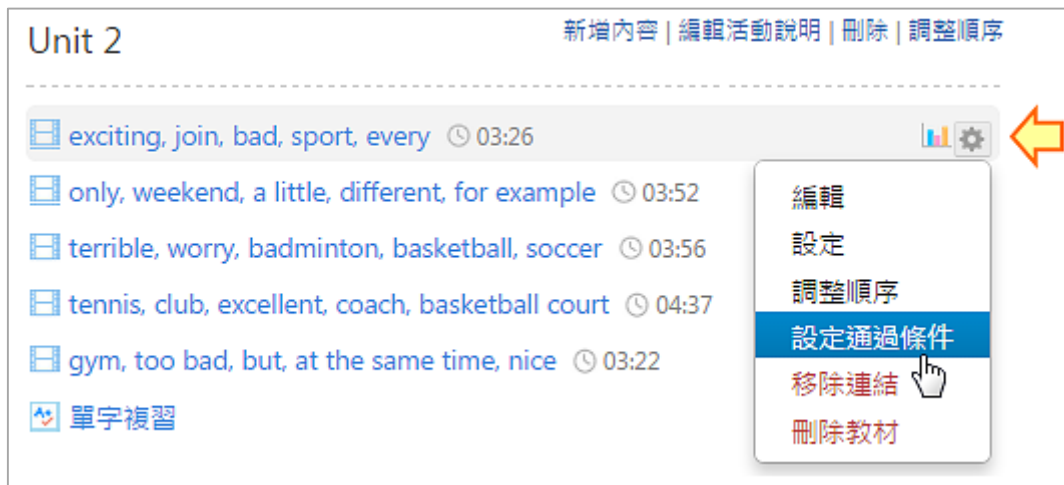 Unit 2
新增內容 | 編輯活動說明 | 刪除 | 調整順序
exciting, join, bad, sport, every 03:26
only, weekend, a little, different, for example 03:52
terrible, worry, badminton, basketball, soccer 03:56
tennis, club, excellent, coach, basketball court 04:37
gym, too bad, but, at the same time, nice 03:22
單字複習
編輯
設定
調整順序
設定通過條件
移除連結
刪除教材